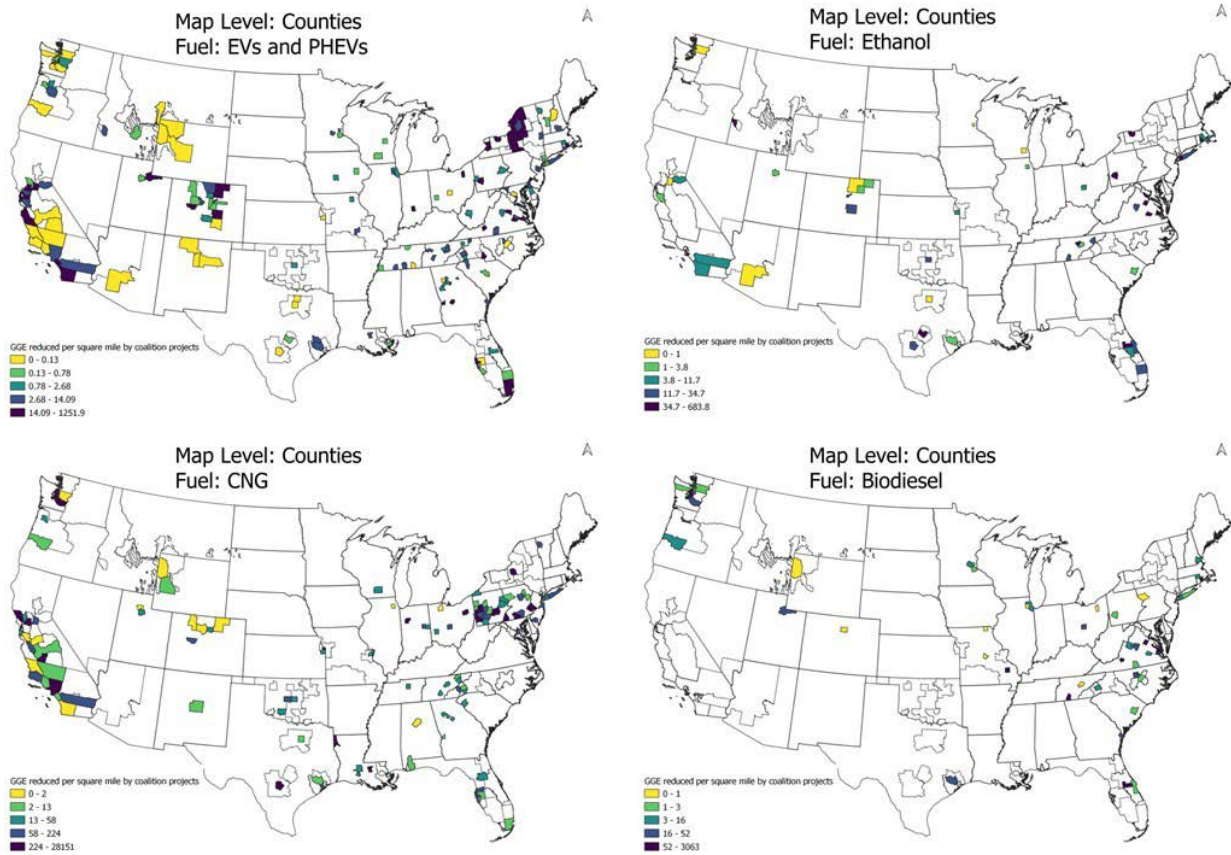 Map Level: Counties
Fuel: EVs and PHEVs
GGE reduced per square mile by coalition projects
0 - 0.13
0.13 - 0.78
0.78 - 2.68
2.68 - 14.09
14.09 - 1251.9
Map Level: Counties
Fuel: Ethanol
GGE reduced per square mile by coalition projects
0 - 1
1 - 3.8
3.8 - 11.7
11.7 - 34.7
34.7 - 683.8
Map Level: Counties
Fuel: CNG
GGE reduced per square mile by coalition projects
0 - 2
2 - 13
13 - 58
58 - 224
224 - 28151
Map Level: Counties
Fuel: Biodiesel
GGE reduced per square mile by coalition projects
0 - 1
1 - 3
3 - 16
16 - 52
52 - 3063